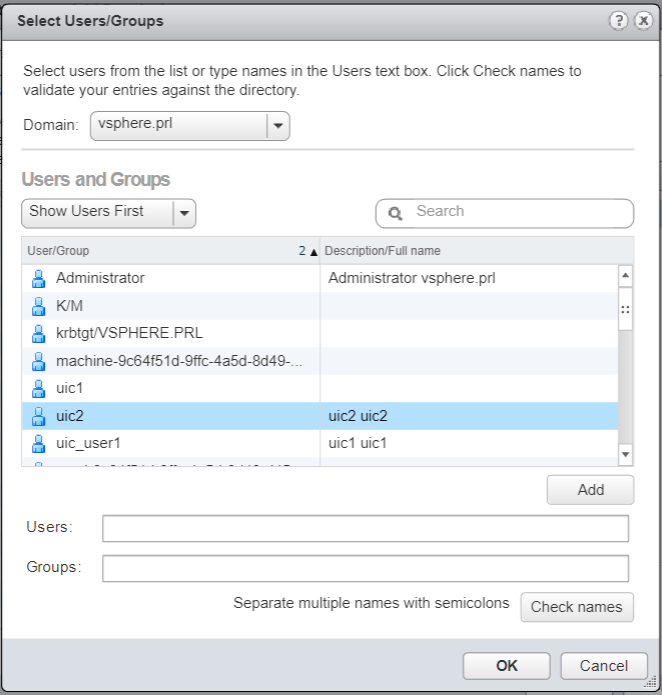 Select Users/Groups
Select users from the list or type names in the Users text box. Click Check names to
validate your entries against the directory.
Domain: vsphere.prl
Users and Groups
Show Users First Search
User/Group 2 Description/Full name
Administrator Administrator vsphere.prl
K/M
krbtgt/VSPHERE.PRL
machine-9c64f51d-9ffc-4a5d-8d49-...
uic1
uic2 uic2 uic2
uic_user1 uic1 uic1
Add
Users:
Groups:
Separate multiple names with semicolons Check names
OK Cancel